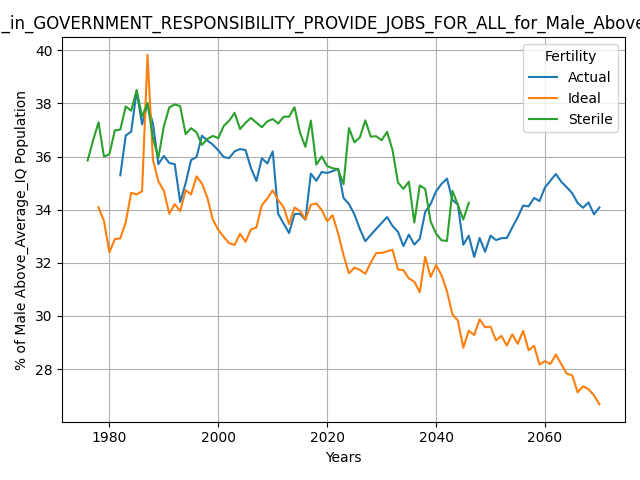 _in_GOVERNMENT_RESPONSIBILITY_PROVIDE_JOBS_FOR_ALL_for_Male_Above
% of Male Above_Average_IQ Population
40
38
36
34
32
30
28
Fertility
Actual
Ideal
Sterile
1980
2000
2020
2040
2060
Years